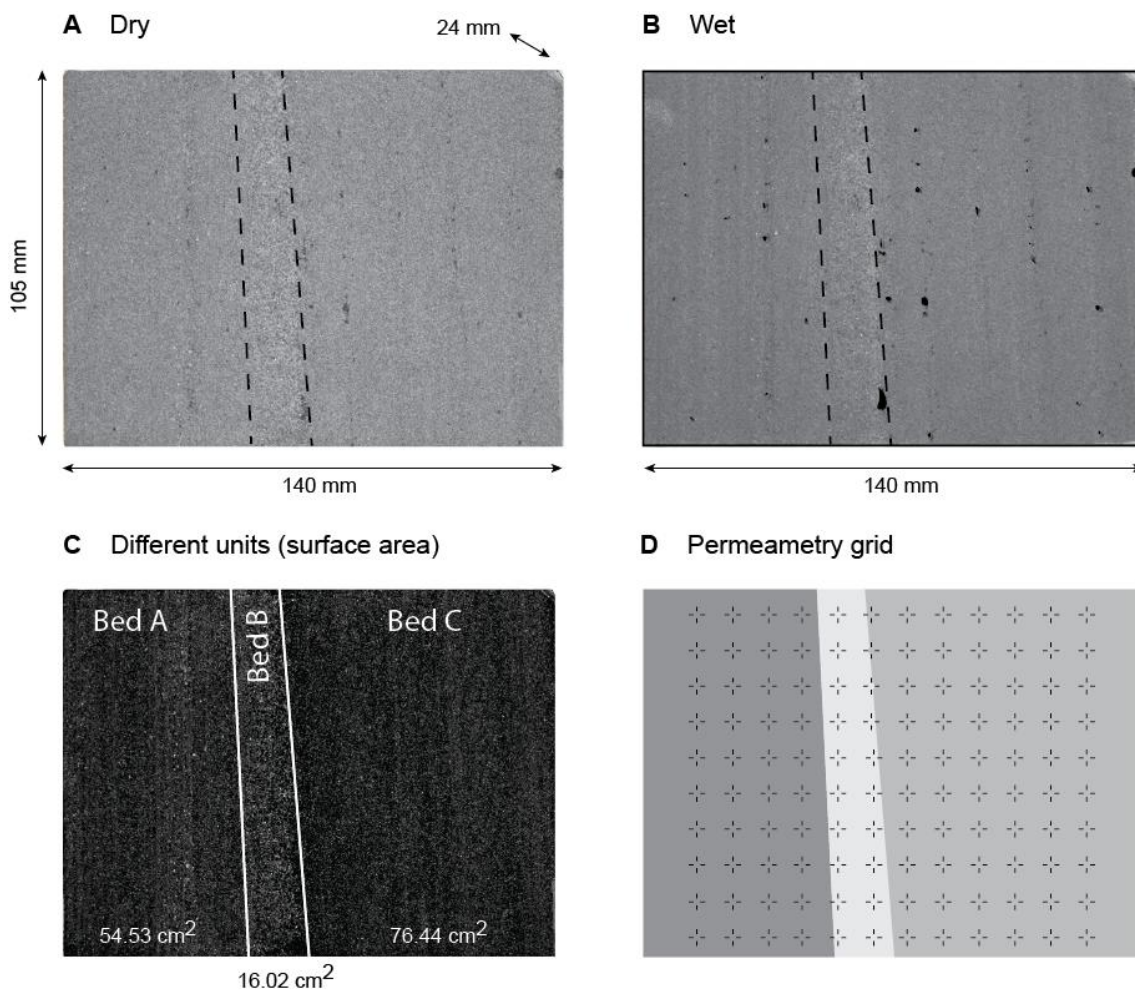 A Dry
24 mm
B Wet
105 mm
140 mm
140 mm
C Different units (surface area)
D Permeametry grid
Bed A
Bed B
Bed C
54.53 cm²
76.44 cm²
16.02 cm²